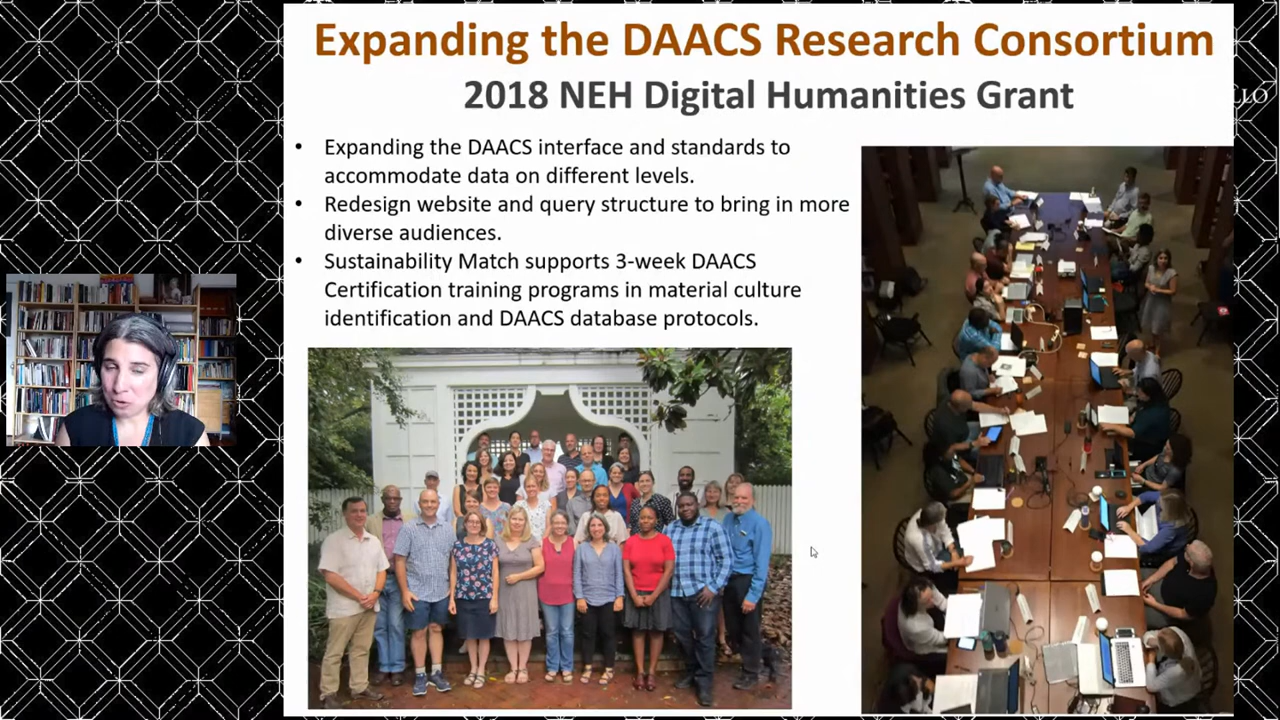 Expanding the DAACS Research Consortium
2018 NEH Digital Humanities Grant
• Expanding the DAACS interface and standards to
accommodate data on different levels.
• Redesign website and query structure to bring in more
diverse audiences.
• Sustainability Match supports 3-week DAACS
Certification training programs in material culture
identification and DAACS database protocols.